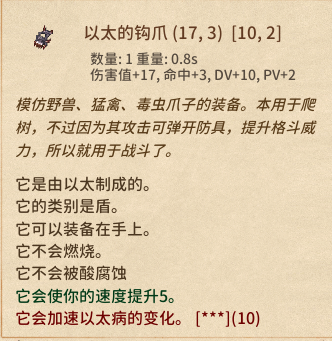 以太的钩爪 (17, 3) [10, 2]
数量: 1 重量: 0.8s
伤害值+17, 命中+3, DV+10, PV+2
模仿野兽、猛禽、毒虫爪子的装备。本用于爬
树，不过因为其攻击可弹开防具，提升格斗威
力，所以就用于战斗了。
它是由以太制成的。
它的类别是盾。
它可以装备在手上。
它不会燃烧。
它不会被酸腐蚀
它会使你的速度提升5。
它会加速以太病的变化。 [***](10)